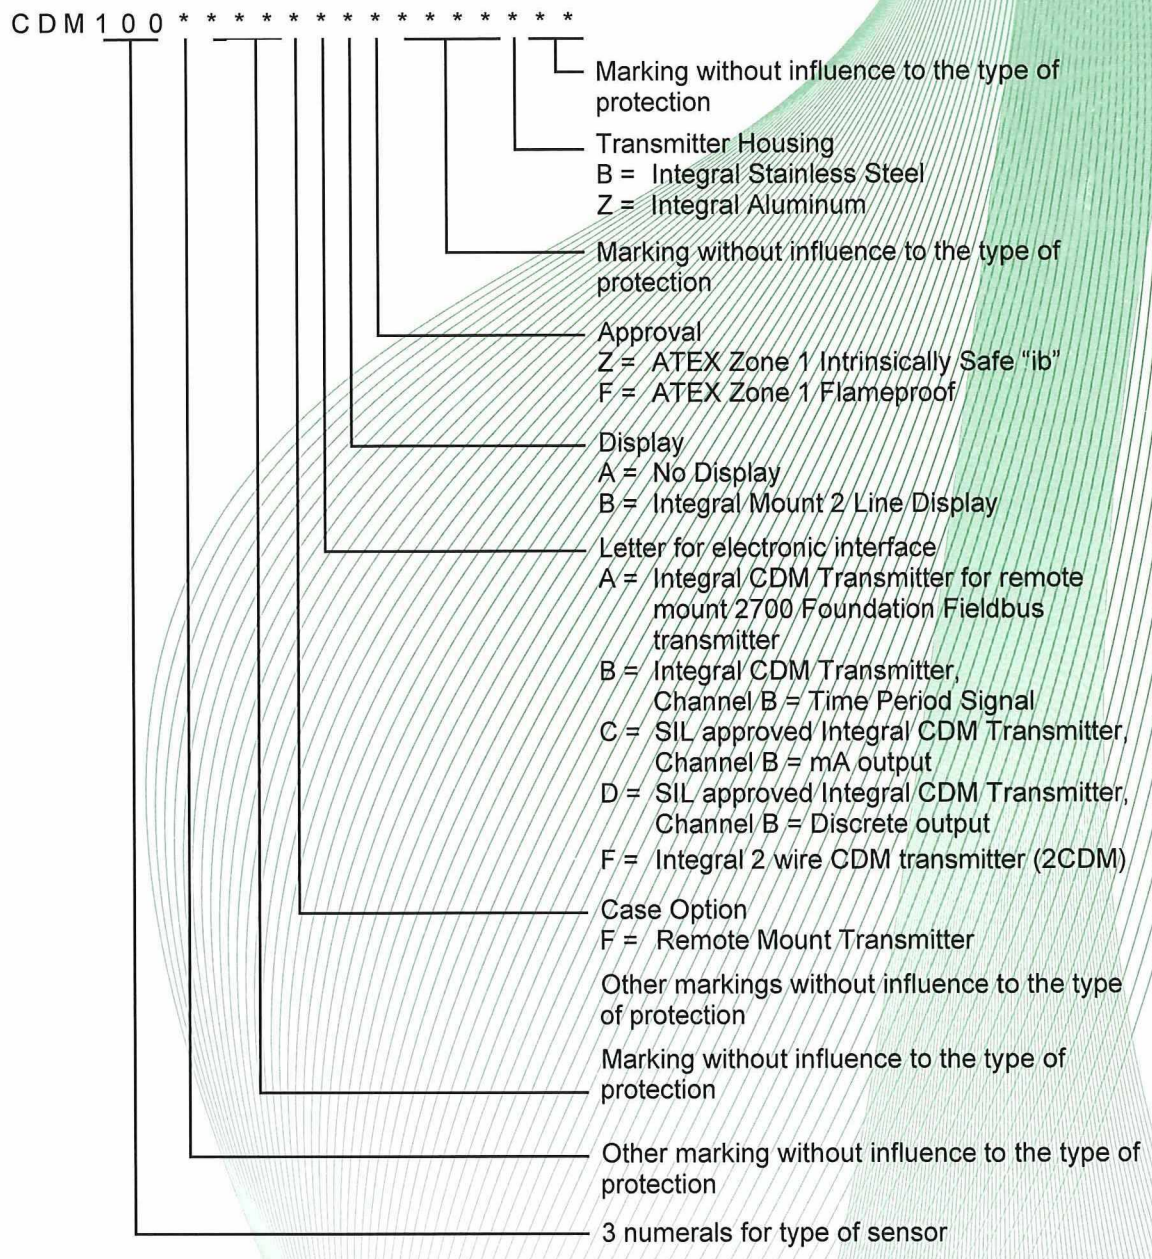 CDM100***************
Marking without influence to the type of
protection
Transmitter Housing
B = Integral Stainless Steel
Z = Integral Aluminum
Marking without influence to the type of
protection
Approval
Z = ATEX Zone 1 Intrinsically Safe “ib”
F = ATEX Zone 1 Flameproof
Display
A = No Display
B = Integral Mount 2 Line Display
Letter for electronic interface
A = Integral CDM Transmitter for remote
mount 2700 Foundation Fieldbus
transmitter
B = Integral CDM Transmitter,
Channel B = Time Period Signal
C = SIL approved Integral CDM Transmitter,
Channel B = mA output
D = SIL approved Integral CDM Transmitter,
Channel B = Discrete output
F = Integral 2 wire CDM transmitter (2CDM)
Case Option
F = Remote Mount Transmitter
Other markings without influence to the type
of protection
Marking without influence to the type of
protection
Other marking without influence to the type of
protection
3 numerals for type of sensor